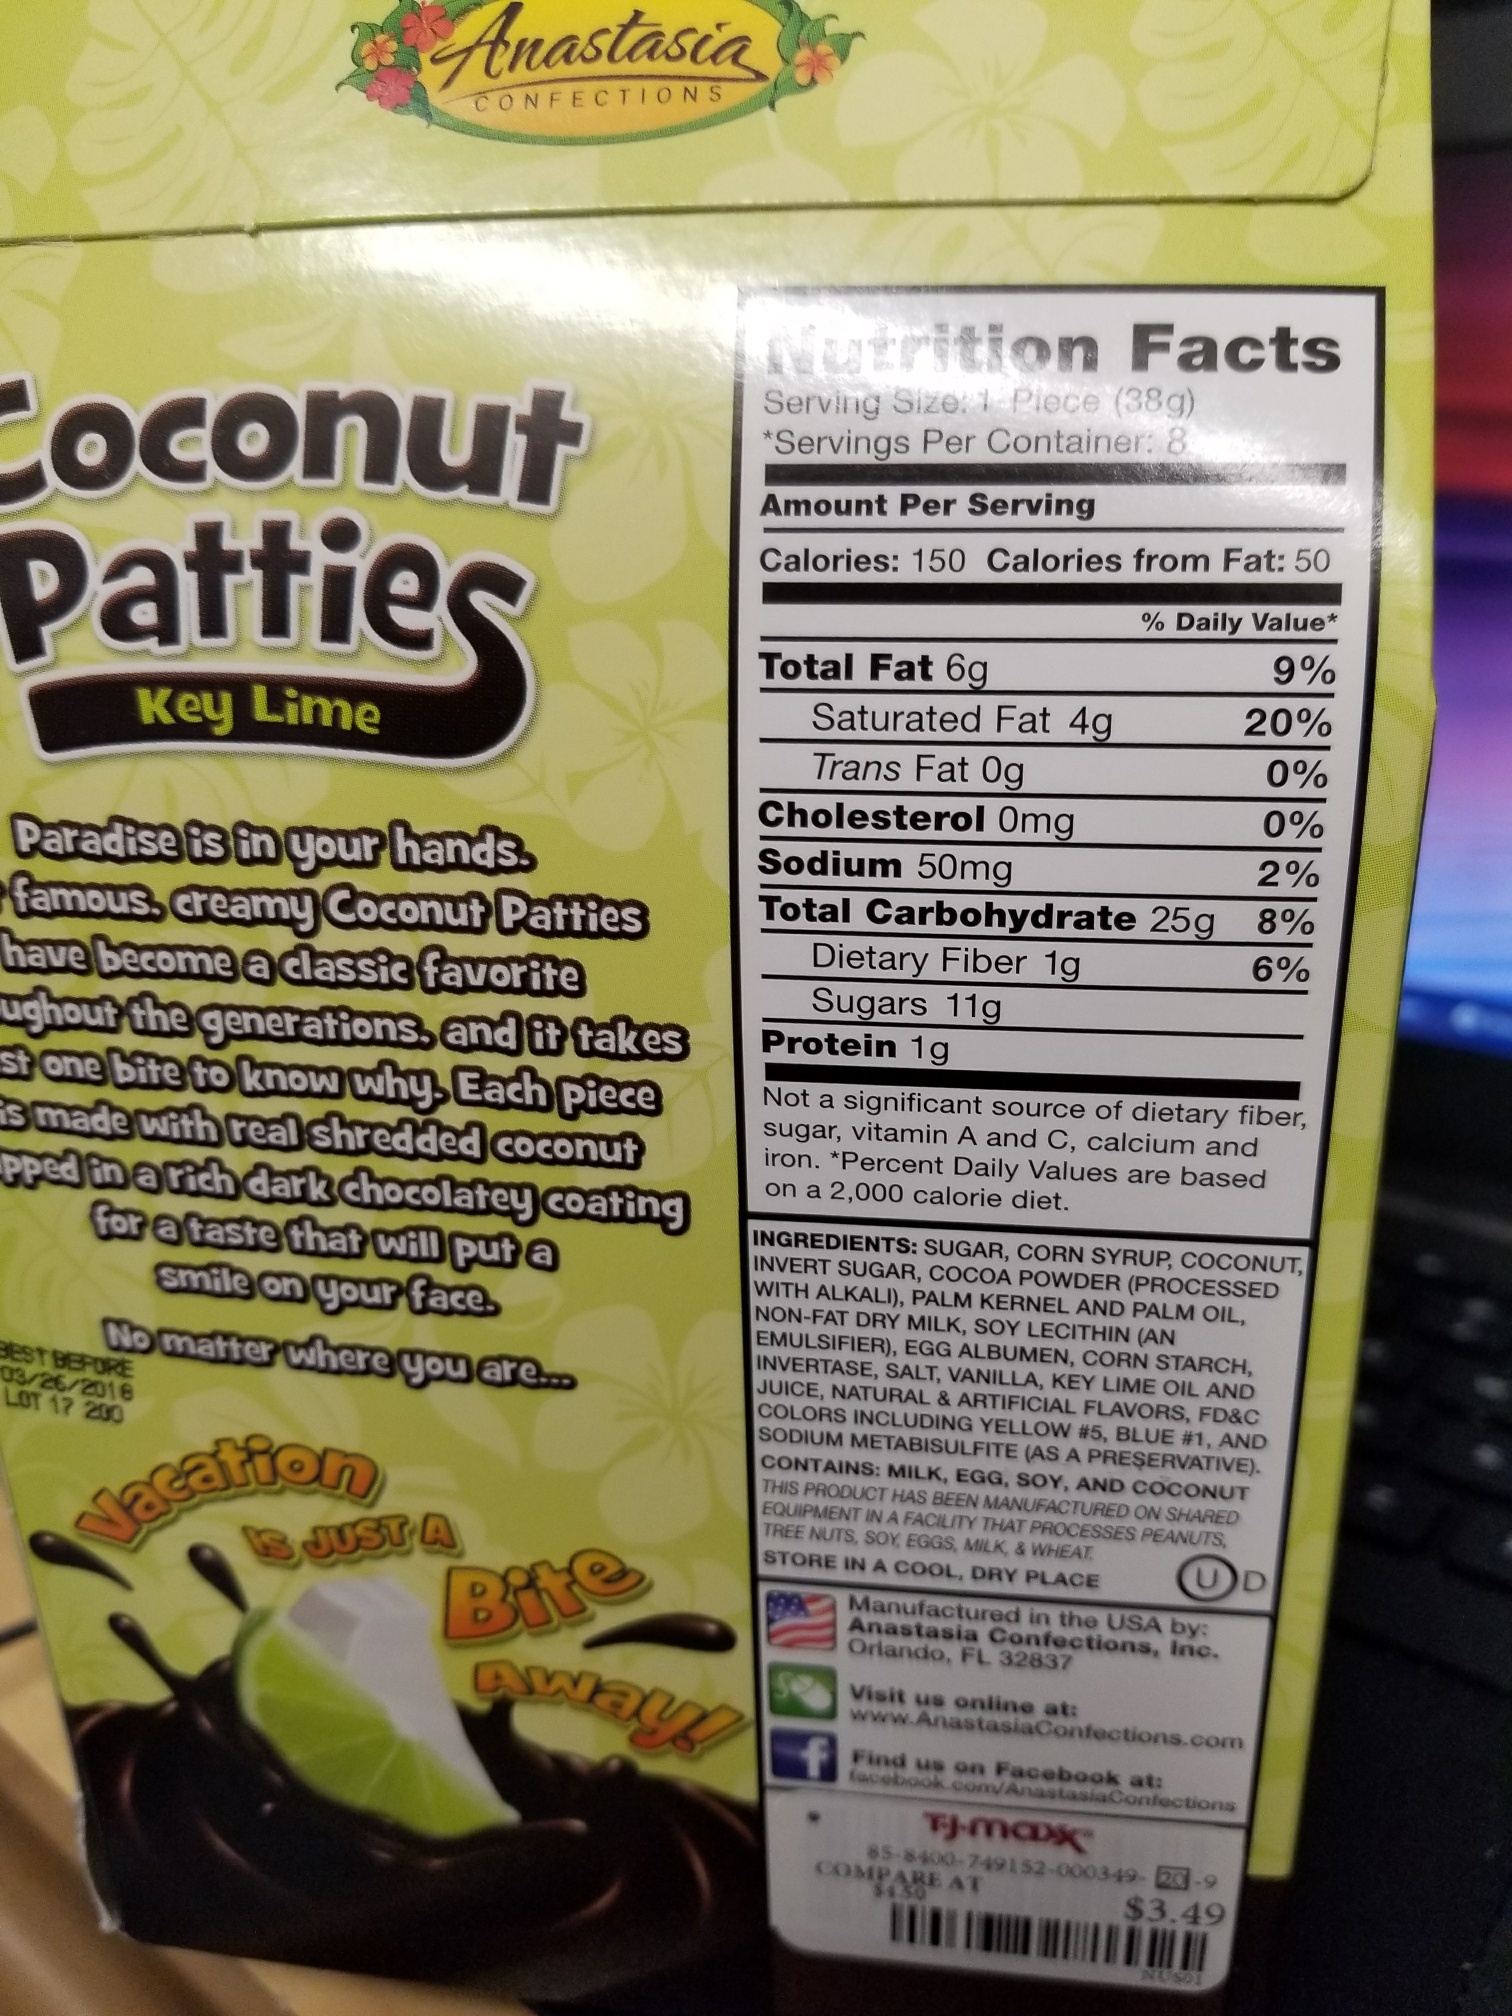 Anastasia
CONFECTIONS
Coconut
Patties
Key Lime
Paradise is in your hands.
famous, creamy Coconut Patties
have become a classic favorite
ughout the generations, and it takes
st one bite to know why. Each piece
is made with real shredded coconut
pped in a rich dark chocolatey coating
for a taste that will put a
smile on your face.
No matter where you are...
BEST BEFORE
03/26/2018
LOT 17 200
Vacation
IS JUST A
Bite
AWAY!
Nutrition Facts
Serving Size: 1 Piece (38g)
*Servings Per Container: 8
Amount Per Serving
Calories: 150 Calories from Fat: 50
% Daily Value*
Total Fat 6g 9%
Saturated Fat 4g 20%
Trans Fat 0g 0%
Cholesterol 0mg 0%
Sodium 50mg 2%
Total Carbohydrate 25g 8%
Dietary Fiber 1g 6%
Sugars 11g
Protein 1g
Not a significant source of dietary fiber,
sugar, vitamin A and C, calcium and
iron. *Percent Daily Values are based
on a 2,000 calorie diet.
INGREDIENTS: SUGAR, CORN SYRUP, COCONUT,
INVERT SUGAR, COCOA POWDER (PROCESSED
WITH ALKALI), PALM KERNEL AND PALM OIL,
NON-FAT DRY MILK, SOY LECITHIN (AN
EMULSIFIER), EGG ALBUMEN, CORN STARCH,
INVERTASE, SALT, VANILLA, KEY LIME OIL AND
JUICE, NATURAL & ARTIFICIAL FLAVORS, FD&C
COLORS INCLUDING YELLOW #5, BLUE #1, AND
SODIUM METABISULFITE (AS A PRESERVATIVE).
CONTAINS: MILK, EGG, SOY, AND COCONUT
THIS PRODUCT HAS BEEN MANUFACTURED ON SHARED
EQUIPMENT IN A FACILITY THAT PROCESSES PEANUTS,
TREE NUTS, SOY, EGGS, MILK, & WHEAT.
STORE IN A COOL, DRY PLACE
U D
Manufactured in the USA by:
Anastasia Confections, Inc.
Orlando, FL 32837
Visit us online at:
www.AnastasiaConfections.com
Find us on Facebook at:
facebook.com/AnastasiaConfections
T.J.maxx
85-8400-749152-000349- 20 -9
COMPARE AT
$4.50
$3.49